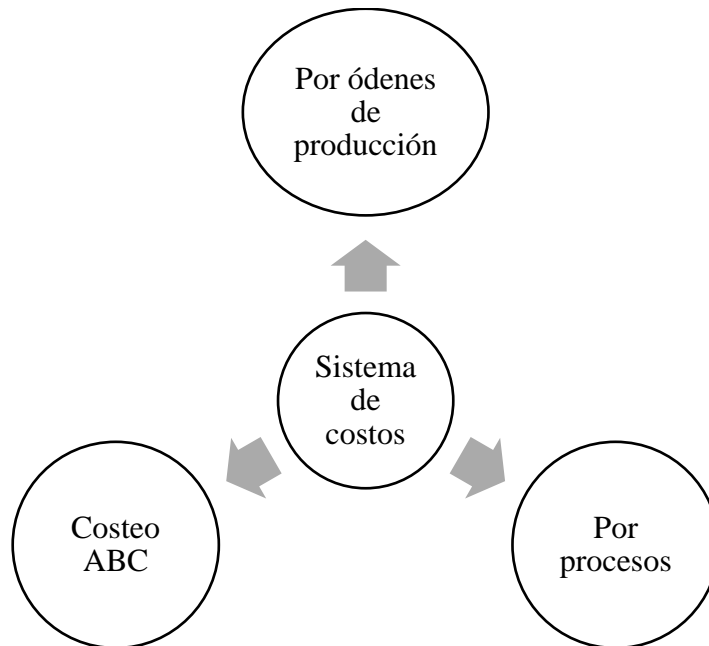 Por ódenes
de
producción
Sistema
de
costos
Costeo
ABC
Por
procesos